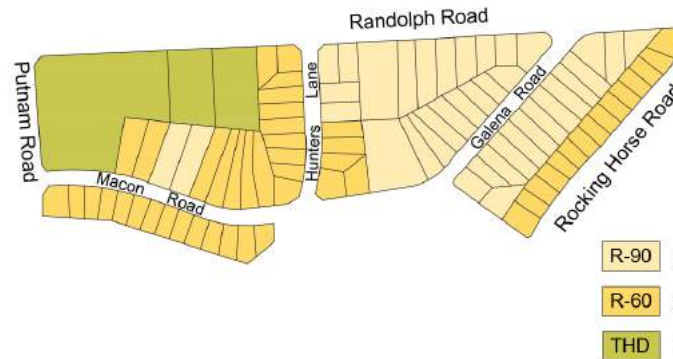 Randolph Road
Putnam Road
Hunters Lane
Galena Road
Rocking Horse Road
Macon Road
R-90
R-60
THD